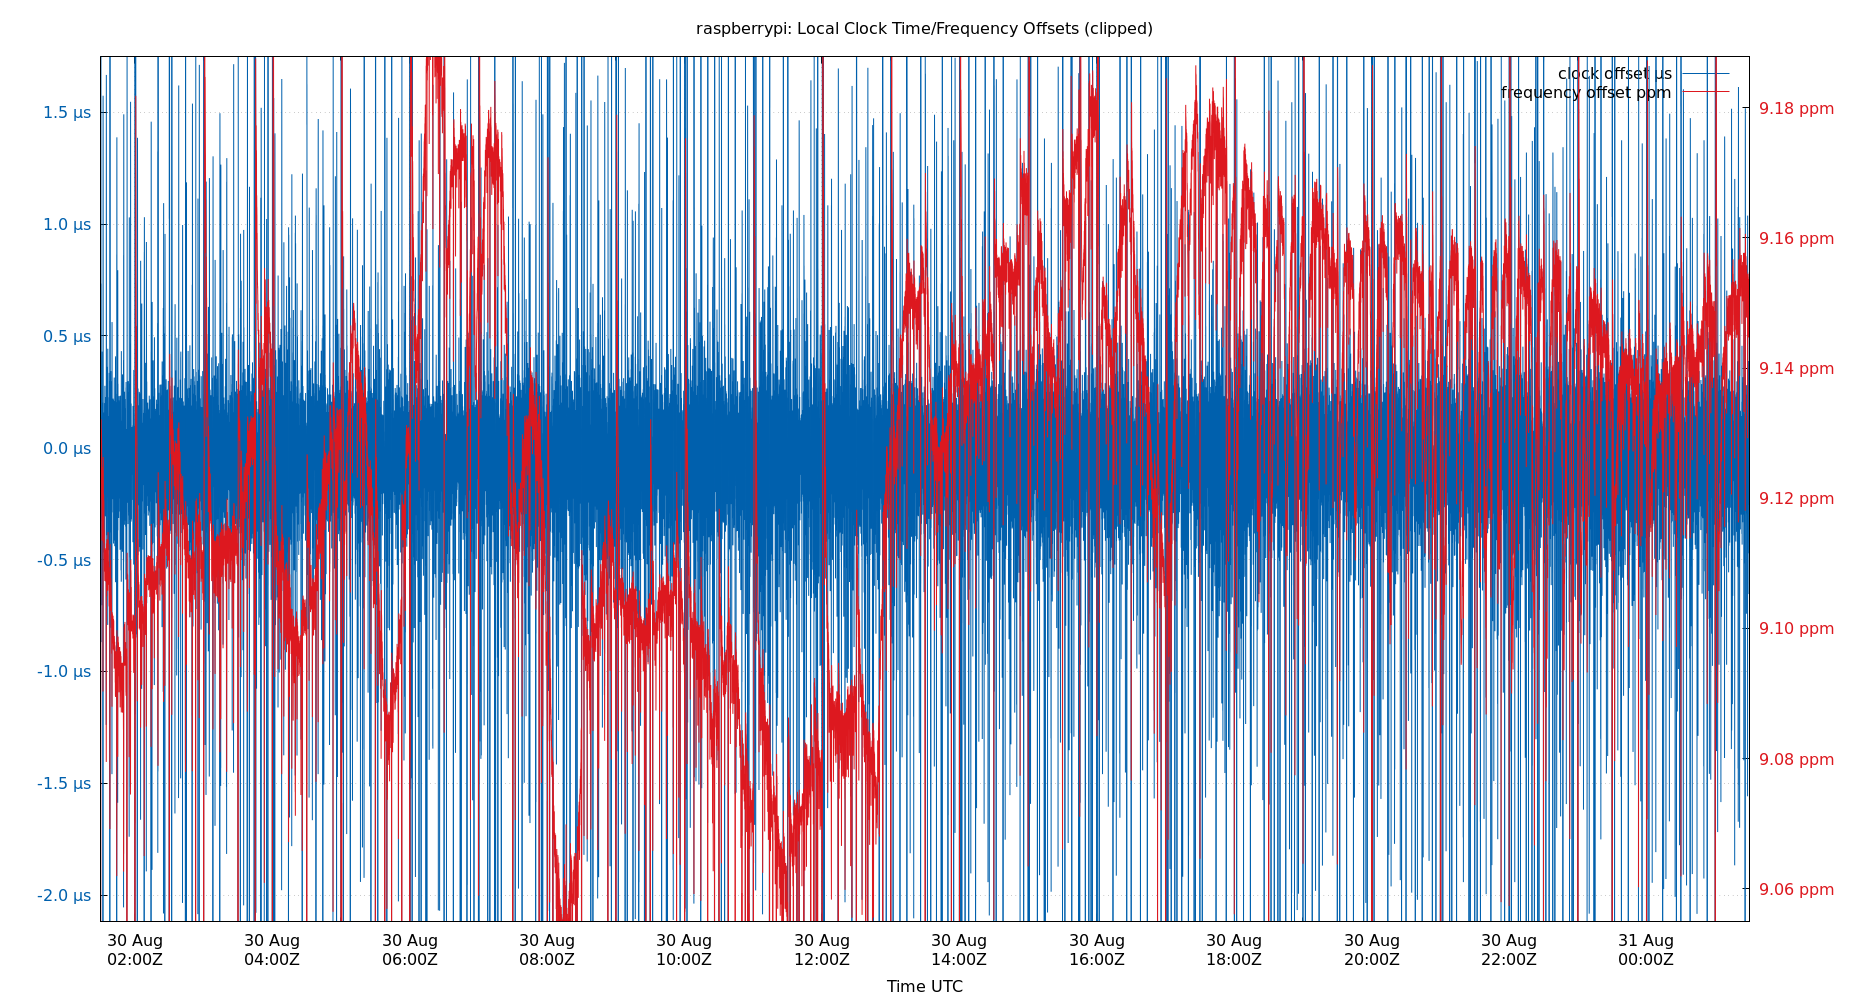 raspberrypi: Local Clock Time/Frequency Offsets (clipped)
clock offset µs
frequency offset ppm
1.5 µs
1.0 µs
0.5 µs
0.0 µs
-0.5 µs
-1.0 µs
-1.5 µs
-2.0 µs
9.18 ppm
9.16 ppm
9.14 ppm
9.12 ppm
9.10 ppm
9.08 ppm
9.06 ppm
30 Aug 30 Aug 30 Aug 30 Aug 30 Aug 30 Aug 30 Aug 30 Aug 30 Aug 30 Aug 30 Aug 31 Aug
02:00Z 04:00Z 06:00Z 08:00Z 10:00Z 12:00Z 14:00Z 16:00Z 18:00Z 20:00Z 22:00Z 00:00Z
Time UTC